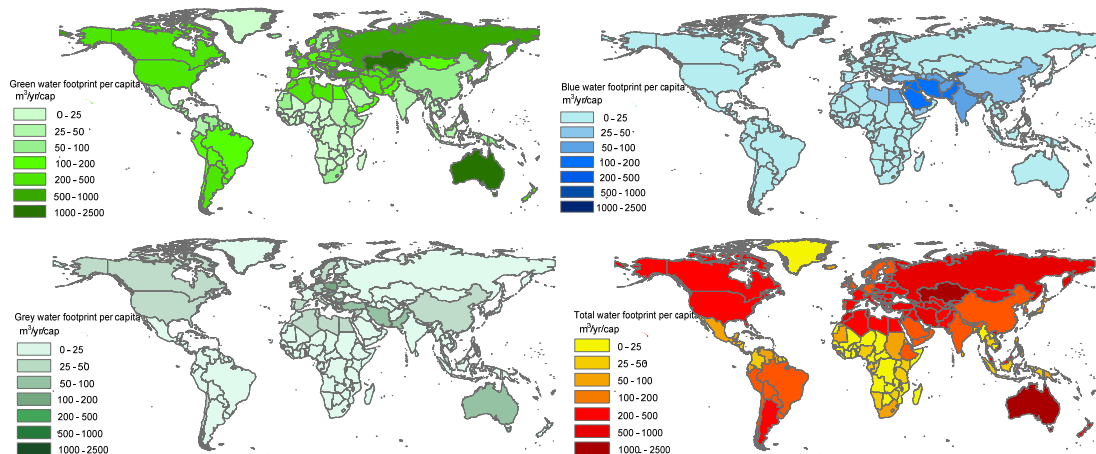 Green water footprint per capita
m³/yr/cap
0 - 25
25 - 50
50 - 100
100 - 200
200 - 500
500 - 1000
1000 - 2500
Blue water footprint per capita
m³/yr/cap
0 - 25
25 - 50
50 - 100
100 - 200
200 - 500
500 - 1000
1000 - 2500
Grey water footprint per capita
m³/yr/cap
0 - 25
25 - 50
50 - 100
200 - 200
200 - 500
500 - 1000
1000 - 2500
Total water footprint per capita
m³/yr/cap
0 - 25
25 - 50
50 - 100
100 - 200
200 - 500
500 - 1000
1000 - 2500